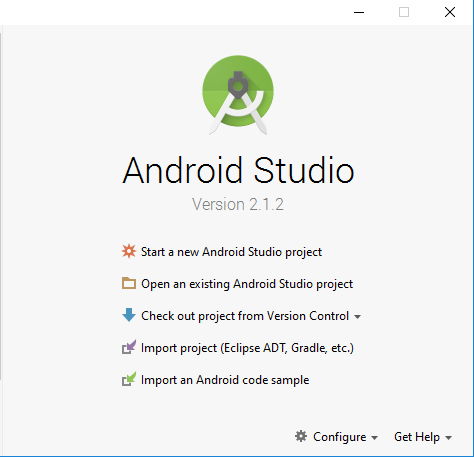 Android Studio
Version 2.1.2
Start a new Android Studio project
Open an existing Android Studio project
Check out project from Version Control
Import project (Eclipse ADT, Gradle, etc.)
Import an Android code sample
Configure Get Help